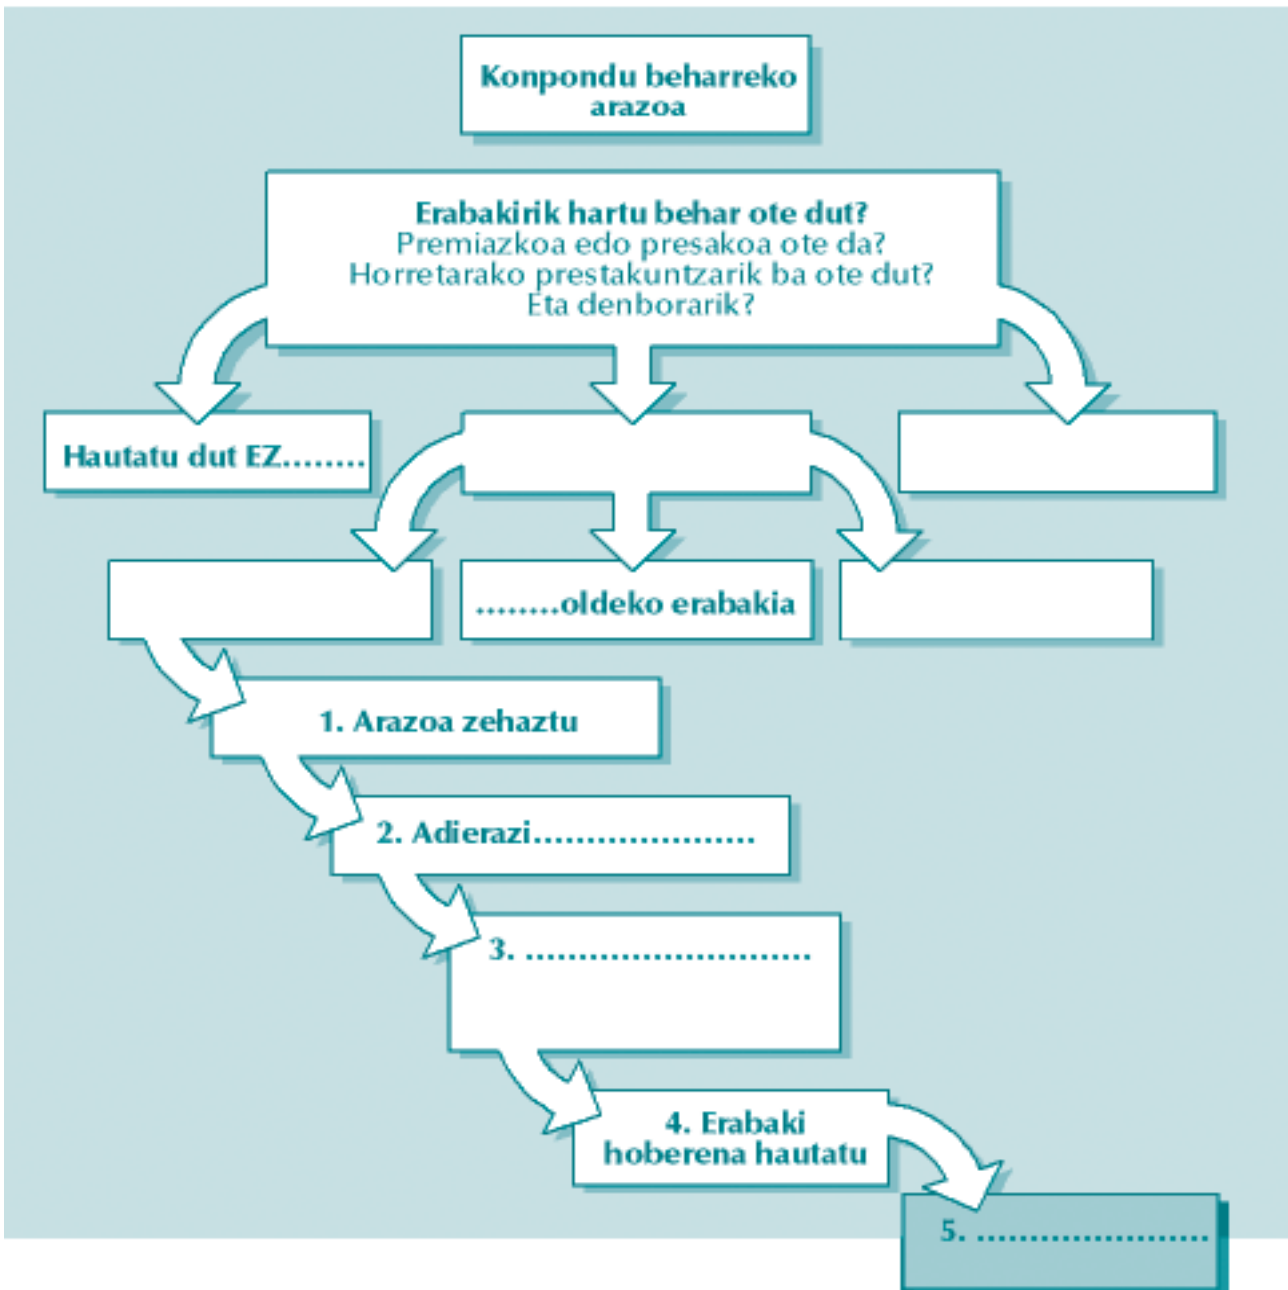 Konpondu beharreko
arazoa
Erabakirik hartu behar ote dut?
Premiazkoa edo presakoa ote da?
Horretarako prestakuntzarik ba ote dut?
Eta denborarik?
Hautatu dut EZ........
........oldeko erabakia
1. Arazoa zehaztu
2. Adierazi.....................
3. ...........................
4. Erabaki
hoberena hautatu
5. ......................